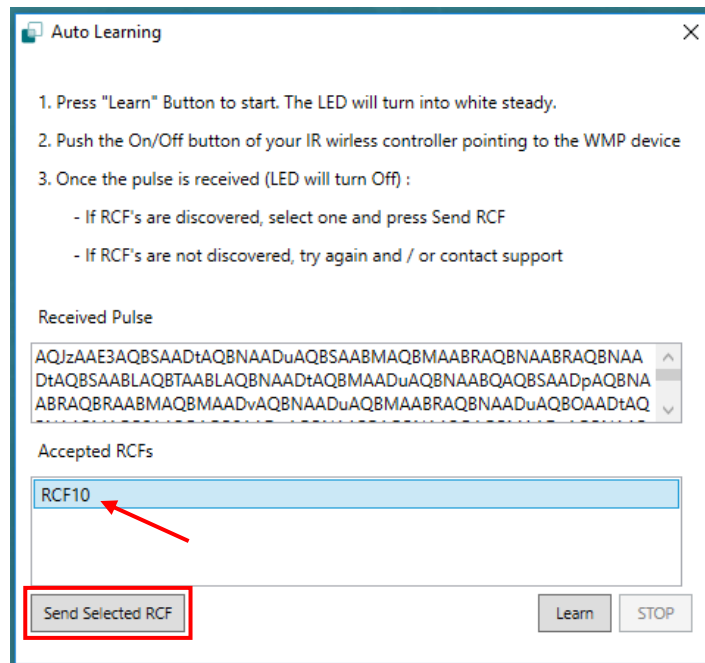 Auto Learning
1. Press "Learn" Button to start. The LED will turn into white steady.
2. Push the On/Off button of your IR wirless controller pointing to the WMP device
3. Once the pulse is received (LED will turn Off) :
- If RCF's are discovered, select one and press Send RCF
- If RCF's are not discovered, try again and / or contact support
Received Pulse
AQJzAAE3AQBSAADtAQBNAADuAQBSAABMAQBMAABRAQBNAABRAQBNAA
DtAQBSAABLAQBTAABLAQBNAADtAQBMAADuAQBNAABQAQBSAADpAQBNA
ABRAQBRAABMAQBMAADvAQBNAADuAQBMAABRAQBNAADuAQBOAADtAQ
Accepted RCFs
RCF10
Send Selected RCF
Learn
STOP